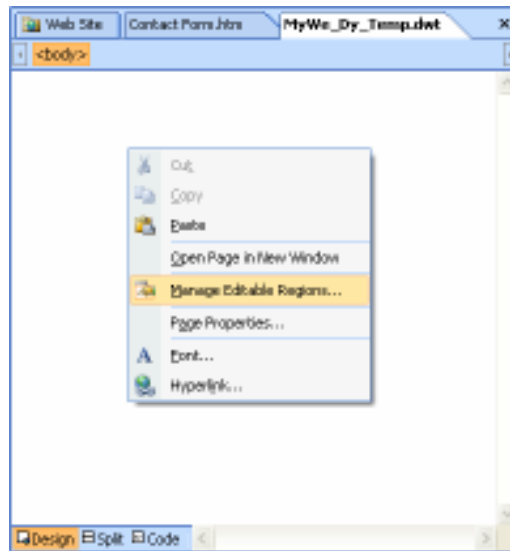 Web Site Contact Form.htm MyWe_Dy_Temp.dwt
<body>
Cut
Copy
Paste
Open Page in New Window
Manage Editable Regions...
Page Properties...
Font...
Hyperlink...
Design Split Code